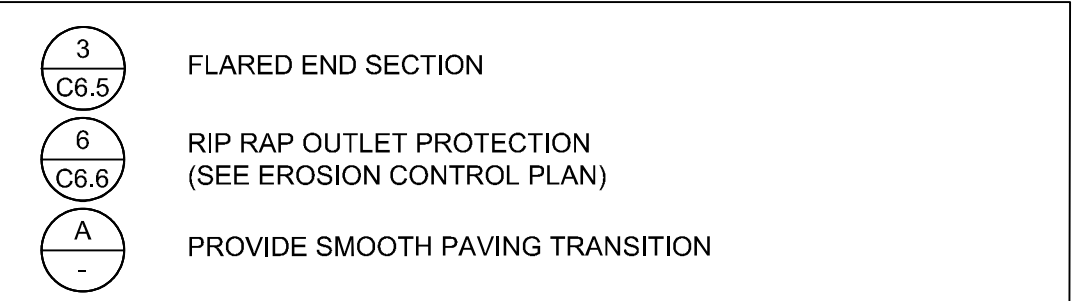 3
C6.5
FLARED END SECTION
6
C6.6
RIP RAP OUTLET PROTECTION
(SEE EROSION CONTROL PLAN)
A
-
PROVIDE SMOOTH PAVING TRANSITION